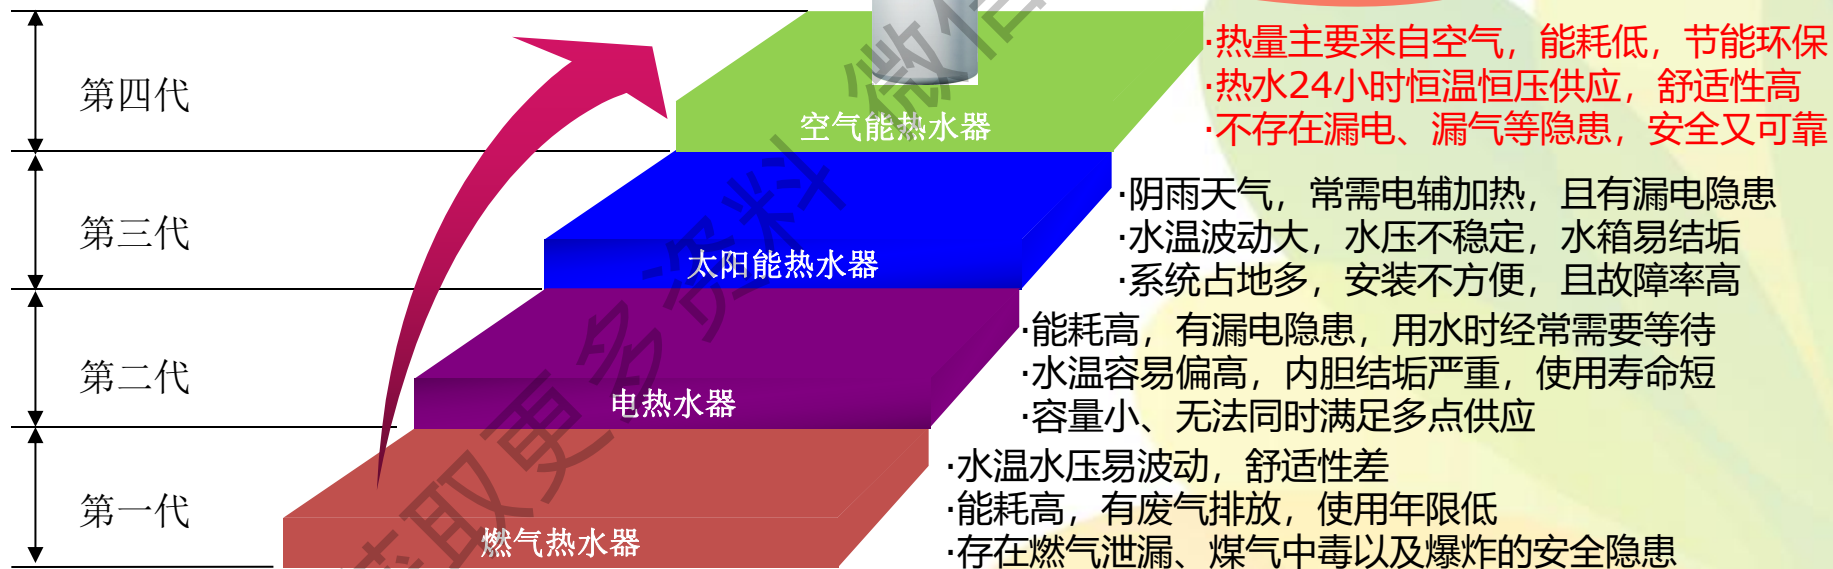 第四代
空气能热水器
·热量主要来自空气，能耗低，节能环保
·热水24小时恒温恒压供应，舒适性高
·不存在漏电、漏气等隐患，安全又可靠
第三代
太阳能热水器
·阴雨天气，常需电辅加热，且有漏电隐患
·水温波动大，水压不稳定，水箱易结垢
·系统占地多，安装不方便，且故障率高
第二代
电热水器
·能耗高，有漏电隐患，用水时经常需要等待
·水温容易偏高，内胆结垢严重，使用寿命短
·容量小、无法同时满足多点供应
第一代
燃气热水器
·水温水压易波动，舒适性差
·能耗高，有废气排放，使用年限低
·存在燃气泄漏、煤气中毒以及爆炸的安全隐患
获取更多资料 微信